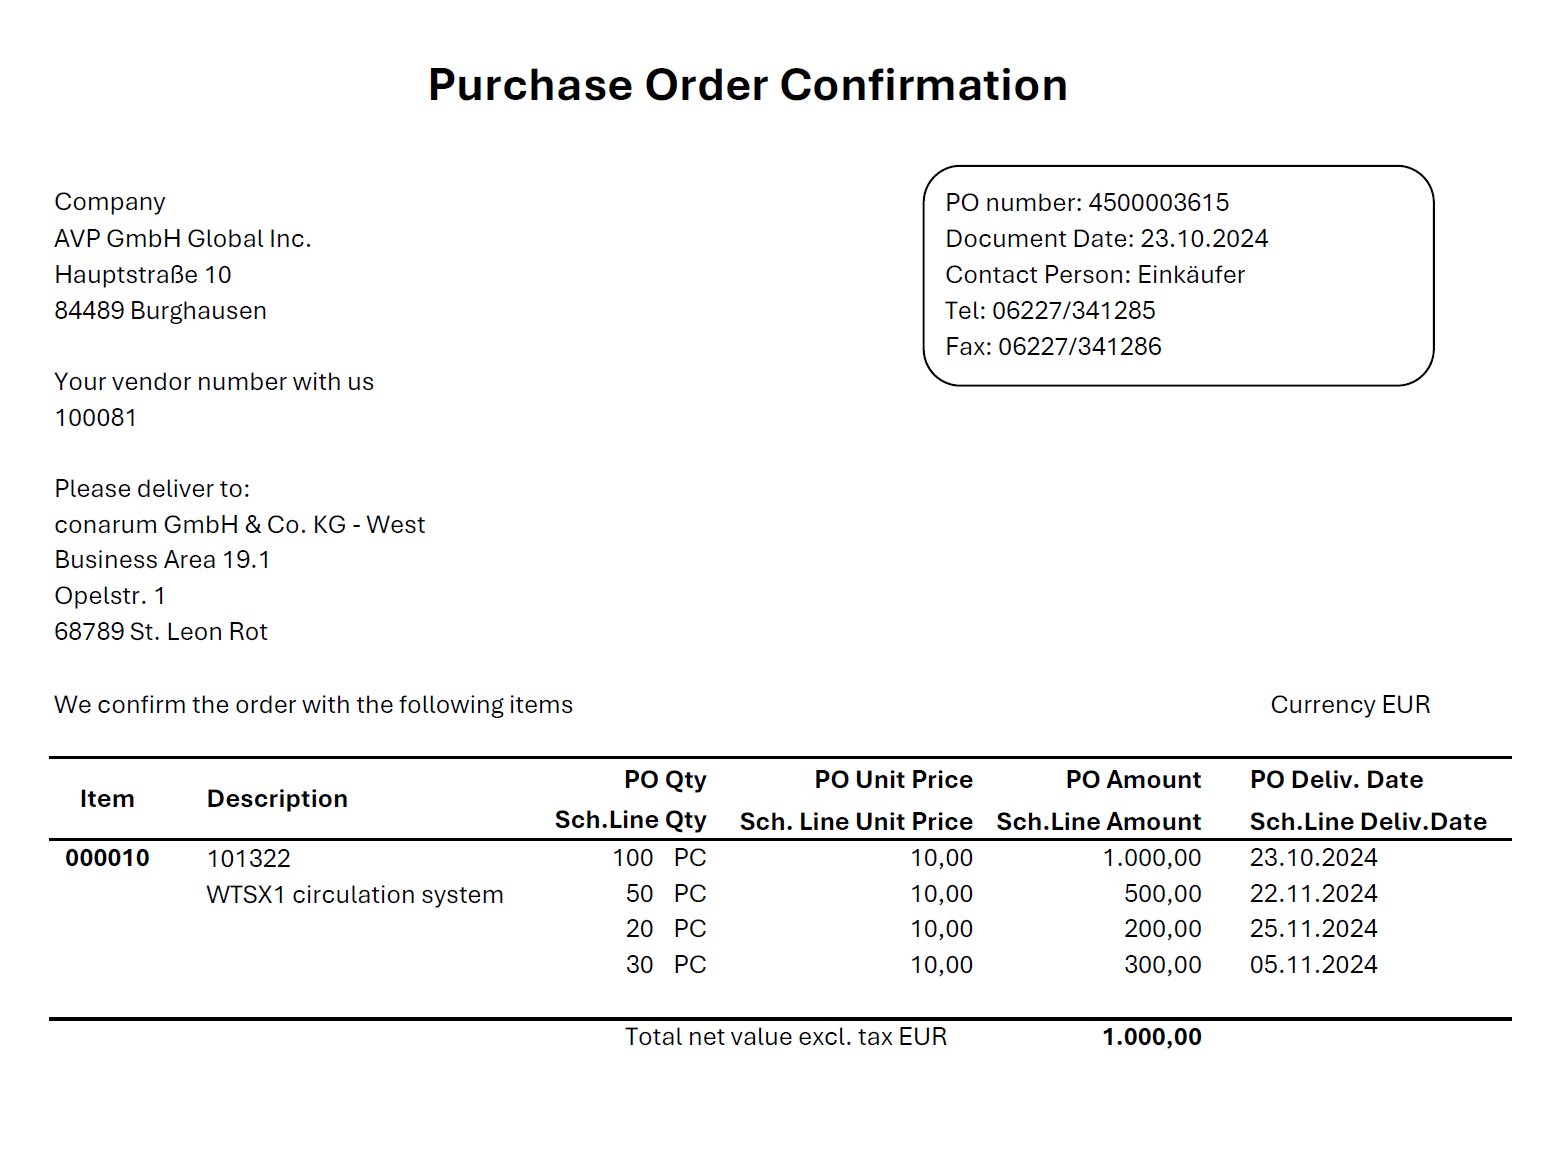 Purchase Order Confirmation
Company
AVP GmbH Global Inc.
Hauptstraße 10
84489 Burghausen
PO number: 4500003615
Document Date: 23.10.2024
Contact Person: Einkäufer
Tel: 06227/341285
Fax: 06227/341286
Your vendor number with us
100081
Please deliver to:
conarum GmbH & Co. KG - West
Business Area 19.1
Opelstr. 1
68789 St. Leon Rot
We confirm the order with the following items Currency EUR
Item Description PO Qty PO Unit Price PO Amount PO Deliv. Date
Sch.Line Qty Sch. Line Unit Price Sch.Line Amount Sch.Line Deliv.Date
000010 101322 100 PC 10,00 1.000,00 23.10.2024
WTSX1 circulation system 50 PC 10,00 500,00 22.11.2024
20 PC 10,00 200,00 25.11.2024
30 PC 10,00 300,00 05.11.2024
Total net value excl. tax EUR 1.000,00